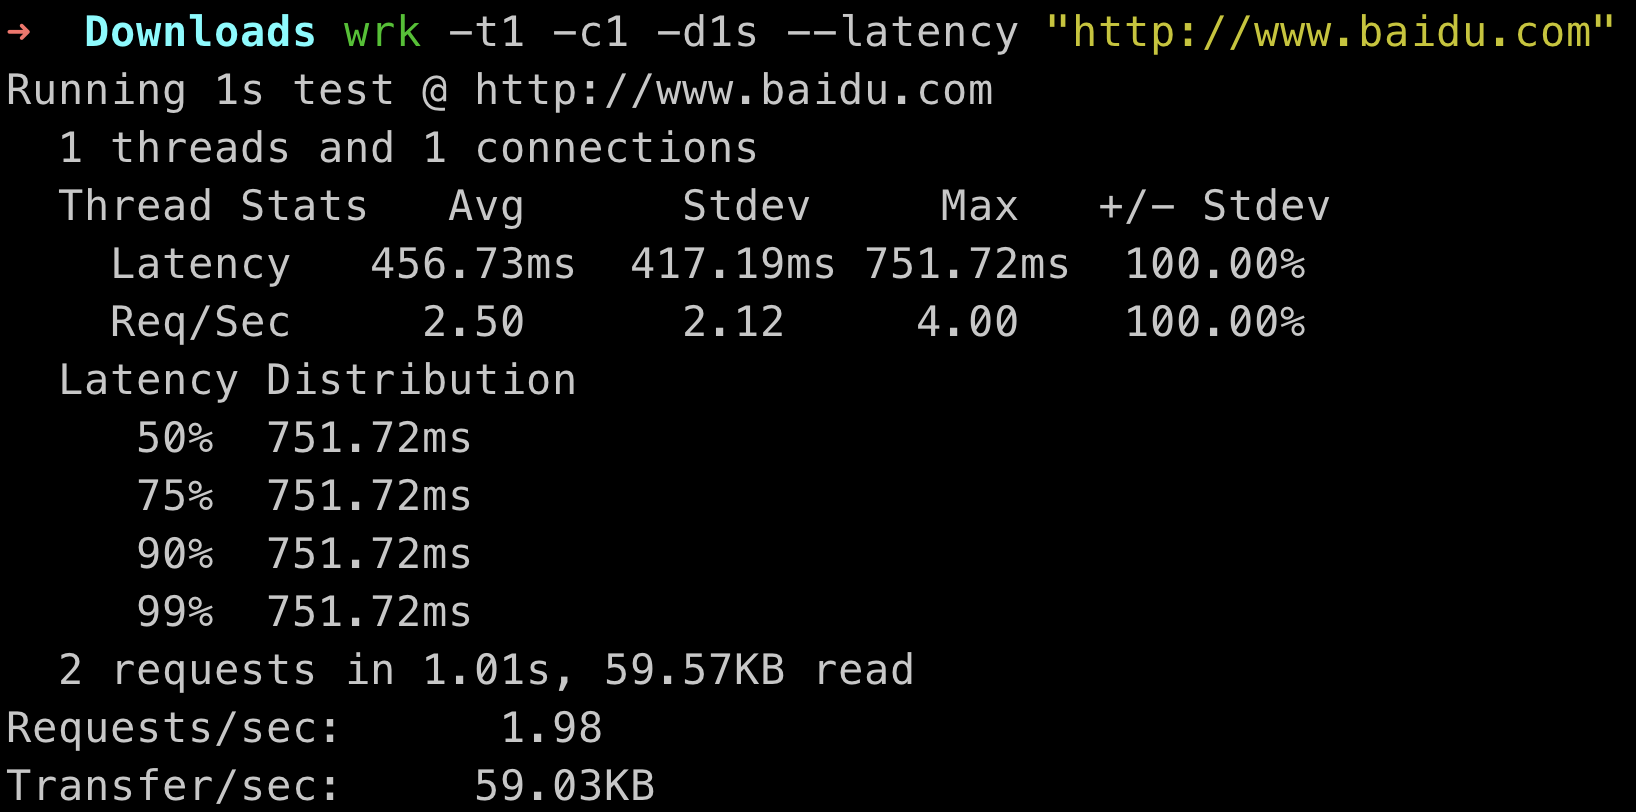 ➜  Downloads wrk -t1 -c1 -d1s --latency "http://www.baidu.com"
Running 1s test @ http://www.baidu.com
  1 threads and 1 connections
  Thread Stats   Avg      Stdev     Max   +/- Stdev
    Latency   456.73ms  417.19ms 751.72ms  100.00%
    Req/Sec     2.50      2.12     4.00    100.00%
  Latency Distribution
     50%  751.72ms
     75%  751.72ms
     90%  751.72ms
     99%  751.72ms
  2 requests in 1.01s, 59.57KB read
Requests/sec:      1.98
Transfer/sec:     59.03KB